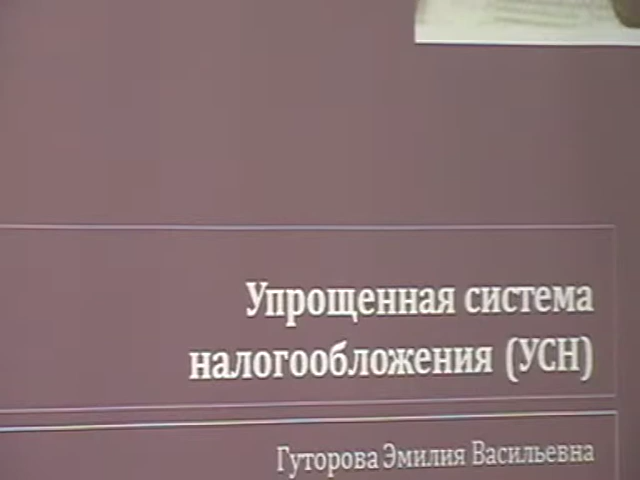 Упрощенная система
налогообложения (УСН)
Гуторова Эмилия Васильевна